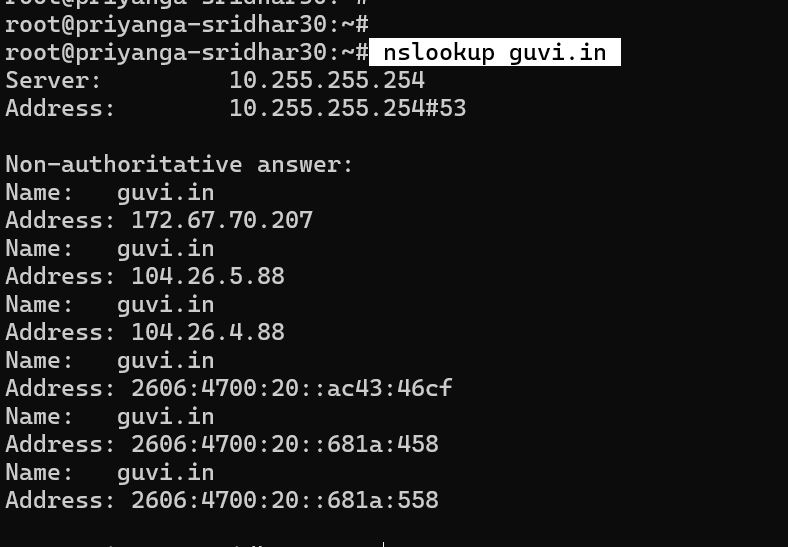 root@priyanga-sridhar30:~#
root@priyanga-sridhar30:~#
root@priyanga-sridhar30:~# nslookup guvi.in
Server:         10.255.255.254
Address:        10.255.255.254#53

Non-authoritative answer:
Name:   guvi.in
Address: 172.67.70.207
Name:   guvi.in
Address: 104.26.5.88
Name:   guvi.in
Address: 104.26.4.88
Name:   guvi.in
Address: 2606:4700:20::ac43:46cf
Name:   guvi.in
Address: 2606:4700:20::681a:458
Name:   guvi.in
Address: 2606:4700:20::681a:558